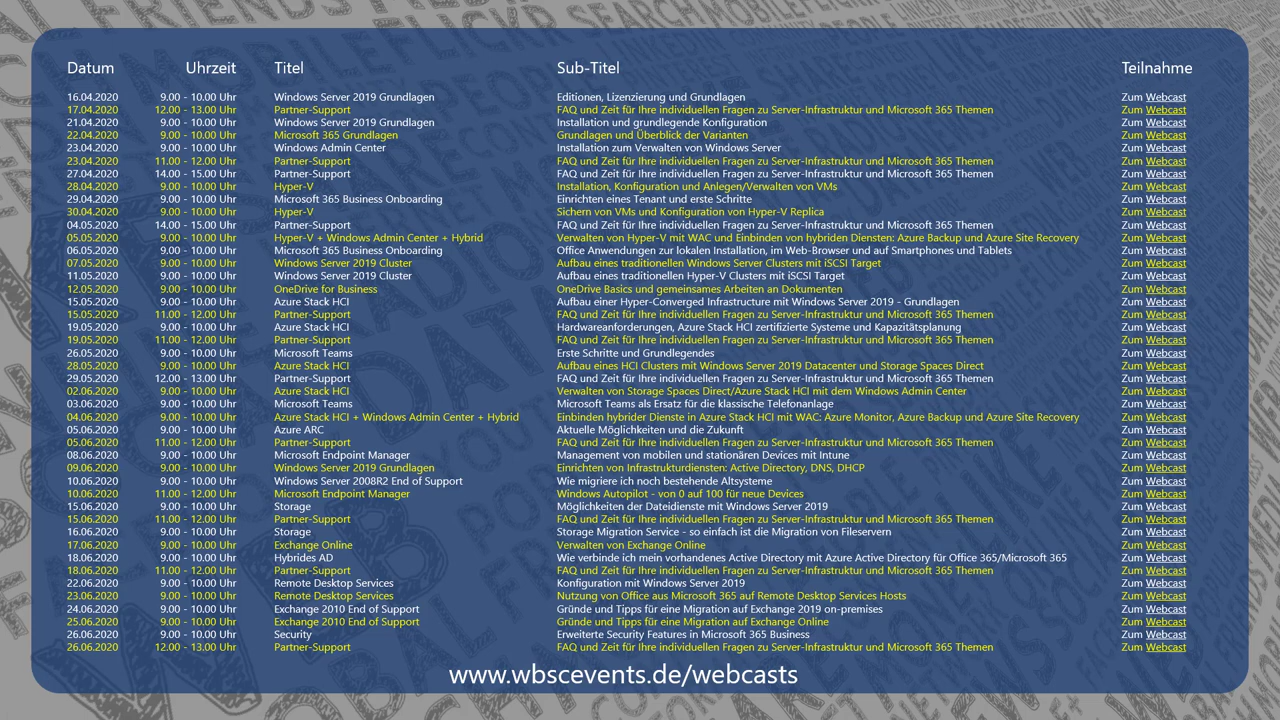 Datum Uhrzeit Titel Sub-Titel Teilnahme
16.04.2020 9.00 - 10.00 Uhr Windows Server 2019 Grundlagen Editionen, Lizenzierung und Grundlagen Zum Webcast
17.04.2020 12.00 - 13.00 Uhr Partner-Support FAQ und Zeit für Ihre individuellen Fragen zu Server-Infrastruktur und Microsoft 365 Themen Zum Webcast
21.04.2020 9.00 - 10.00 Uhr Windows Server 2019 Grundlagen Installation und grundlegende Konfiguration Zum Webcast
22.04.2020 9.00 - 10.00 Uhr Microsoft 365 Grundlagen Grundlagen und Überblick der Varianten Zum Webcast
23.04.2020 9.00 - 10.00 Uhr Windows Admin Center Installation zum Verwalten von Windows Server Zum Webcast
23.04.2020 11.00 - 12.00 Uhr Partner-Support FAQ und Zeit für Ihre individuellen Fragen zu Server-Infrastruktur und Microsoft 365 Themen Zum Webcast
27.04.2020 14.00 - 15.00 Uhr Partner-Support FAQ und Zeit für Ihre individuellen Fragen zu Server-Infrastruktur und Microsoft 365 Themen Zum Webcast
28.04.2020 9.00 - 10.00 Uhr Hyper-V Installation, Konfiguration und Anlegen/Verwalten von VMs Zum Webcast
29.04.2020 9.00 - 10.00 Uhr Microsoft 365 Business Onboarding Einrichten eines Tenant und erste Schritte Zum Webcast
30.04.2020 9.00 - 10.00 Uhr Hyper-V Sichern von VMs und Konfiguration von Hyper-V Replica Zum Webcast
04.05.2020 14.00 - 15.00 Uhr Partner-Support FAQ und Zeit für Ihre individuellen Fragen zu Server-Infrastruktur und Microsoft 365 Themen Zum Webcast
05.05.2020 9.00 - 10.00 Uhr Hyper-V + Windows Admin Center + Hybrid Verwalten von Hyper-V mit WAC und Einbinden von hybriden Diensten: Azure Backup und Azure Site Recovery Zum Webcast
06.05.2020 9.00 - 10.00 Uhr Microsoft 365 Business Onboarding Office Anwendungen zur lokalen Installation, im Web-Browser und auf Smartphones und Tablets Zum Webcast
07.05.2020 9.00 - 10.00 Uhr Windows Server 2019 Cluster Aufbau eines traditionellen Windows Server Clusters mit iSCSI Target Zum Webcast
11.05.2020 9.00 - 10.00 Uhr Windows Server 2019 Cluster Aufbau eines traditionellen Hyper-V Clusters mit iSCSI Target Zum Webcast
12.05.2020 9.00 - 10.00 Uhr OneDrive for Business OneDrive Basics und gemeinsames Arbeiten an Dokumenten Zum Webcast
15.05.2020 9.00 - 10.00 Uhr Azure Stack HCI Aufbau einer Hyper-Converged Infrastructure mit Windows Server 2019 - Grundlagen Zum Webcast
15.05.2020 11.00 - 12.00 Uhr Partner-Support FAQ und Zeit für Ihre individuellen Fragen zu Server-Infrastruktur und Microsoft 365 Themen Zum Webcast
19.05.2020 9.00 - 10.00 Uhr Azure Stack HCI Hardwareanforderungen, Azure Stack HCI zertifizierte Systeme und Kapazitätsplanung Zum Webcast
19.05.2020 11.00 - 12.00 Uhr Partner-Support FAQ und Zeit für Ihre individuellen Fragen zu Server-Infrastruktur und Microsoft 365 Themen Zum Webcast
26.05.2020 9.00 - 10.00 Uhr Microsoft Teams Erste Schritte und Grundlegendes Zum Webcast
28.05.2020 9.00 - 10.00 Uhr Azure Stack HCI Aufbau eines HCI Clusters mit Windows Server 2019 Datacenter und Storage Spaces Direct Zum Webcast
29.05.2020 12.00 - 13.00 Uhr Partner-Support FAQ und Zeit für Ihre individuellen Fragen zu Server-Infrastruktur und Microsoft 365 Themen Zum Webcast
02.06.2020 9.00 - 10.00 Uhr Azure Stack HCI Verwalten von Storage Spaces Direct/Azure Stack HCI mit dem Windows Admin Center Zum Webcast
03.06.2020 9.00 - 10.00 Uhr Microsoft Teams Microsoft Teams als Ersatz für die klassische Telefonanlage Zum Webcast
04.06.2020 9.00 - 10.00 Uhr Azure Stack HCI + Windows Admin Center + Hybrid Einbinden hybrider Dienste in Azure Stack HCI mit WAC: Azure Monitor, Azure Backup und Azure Site Recovery Zum Webcast
05.06.2020 9.00 - 10.00 Uhr Azure ARC Aktuelle Möglichkeiten und die Zukunft Zum Webcast
05.06.2020 11.00 - 12.00 Uhr Partner-Support FAQ und Zeit für Ihre individuellen Fragen zu Server-Infrastruktur und Microsoft 365 Themen Zum Webcast
08.06.2020 9.00 - 10.00 Uhr Microsoft Endpoint Manager Management von mobilen und stationären Devices mit Intune Zum Webcast
09.06.2020 9.00 - 10.00 Uhr Windows Server 2019 Grundlagen Einrichten von Infrastrukturdiensten: Active Directory, DNS, DHCP Zum Webcast
10.06.2020 9.00 - 10.00 Uhr Windows Server 2008R2 End of Support Wie migriere ich noch bestehende Altsysteme Zum Webcast
10.06.2020 11.00 - 12.00 Uhr Microsoft Endpoint Manager Windows Autopilot - von 0 auf 100 für neue Devices Zum Webcast
15.06.2020 9.00 - 10.00 Uhr Storage Möglichkeiten der Dateidienste mit Windows Server 2019 Zum Webcast
15.06.2020 11.00 - 12.00 Uhr Partner-Support FAQ und Zeit für Ihre individuellen Fragen zu Server-Infrastruktur und Microsoft 365 Themen Zum Webcast
16.06.2020 9.00 - 10.00 Uhr Storage Storage Migration Service - so einfach ist die Migration von Fileservern Zum Webcast
17.06.2020 9.00 - 10.00 Uhr Exchange Online Verwalten von Exchange Online Zum Webcast
18.06.2020 9.00 - 10.00 Uhr Hybrides AD Wie verbinde ich mein vorhandenes Active Directory mit Azure Active Directory für Office 365/Microsoft 365 Zum Webcast
18.06.2020 11.00 - 12.00 Uhr Partner-Support FAQ und Zeit für Ihre individuellen Fragen zu Server-Infrastruktur und Microsoft 365 Themen Zum Webcast
22.06.2020 9.00 - 10.00 Uhr Remote Desktop Services Konfiguration mit Windows Server 2019 Zum Webcast
23.06.2020 9.00 - 10.00 Uhr Remote Desktop Services Nutzung von Office aus Microsoft 365 auf Remote Desktop Services Hosts Zum Webcast
24.06.2020 9.00 - 10.00 Uhr Exchange 2010 End of Support Gründe und Tipps für eine Migration auf Exchange 2019 on-premises Zum Webcast
25.06.2020 9.00 - 10.00 Uhr Exchange 2010 End of Support Gründe und Tipps für eine Migration auf Exchange Online Zum Webcast
26.06.2020 9.00 - 10.00 Uhr Security Erweiterte Security Features in Microsoft 365 Business Zum Webcast
26.06.2020 12.00 - 13.00 Uhr Partner-Support FAQ und Zeit für Ihre individuellen Fragen zu Server-Infrastruktur und Microsoft 365 Themen Zum Webcast
www.wbscevents.de/webcasts